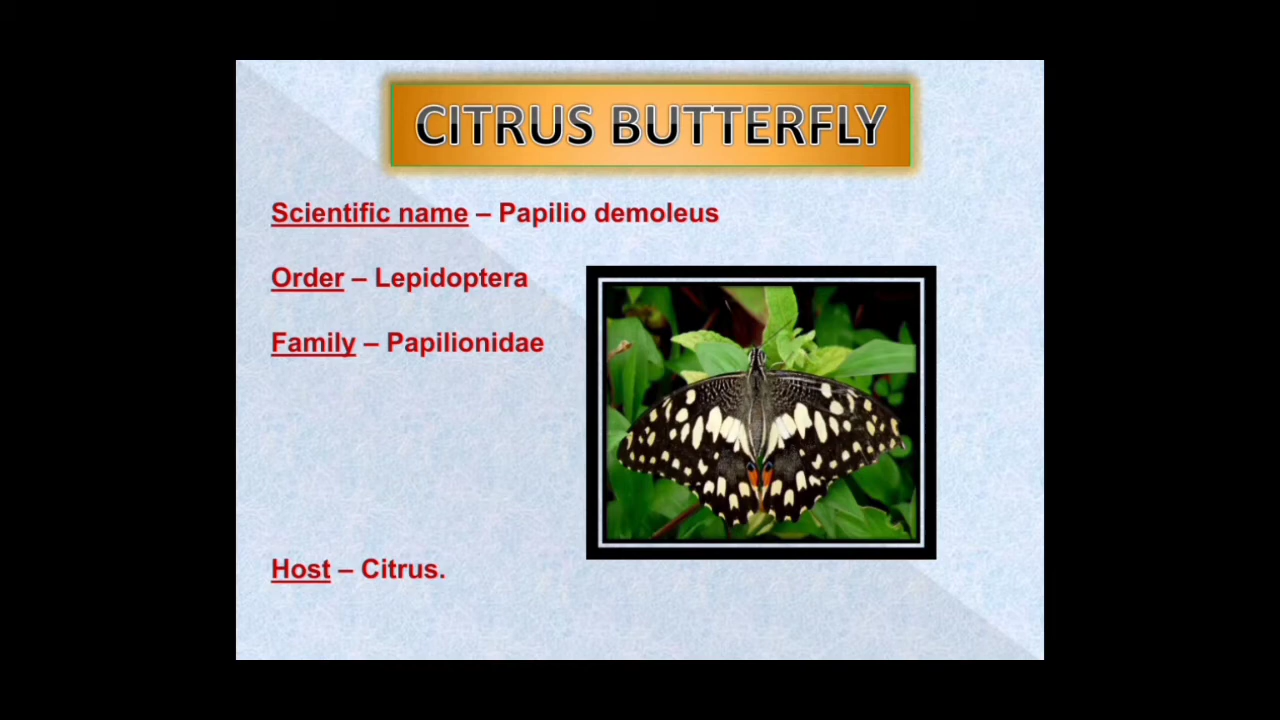 CITRUS BUTTERFLY
Scientific name – Papilio demoleus
Order – Lepidoptera
Family – Papilionidae
Host – Citrus.